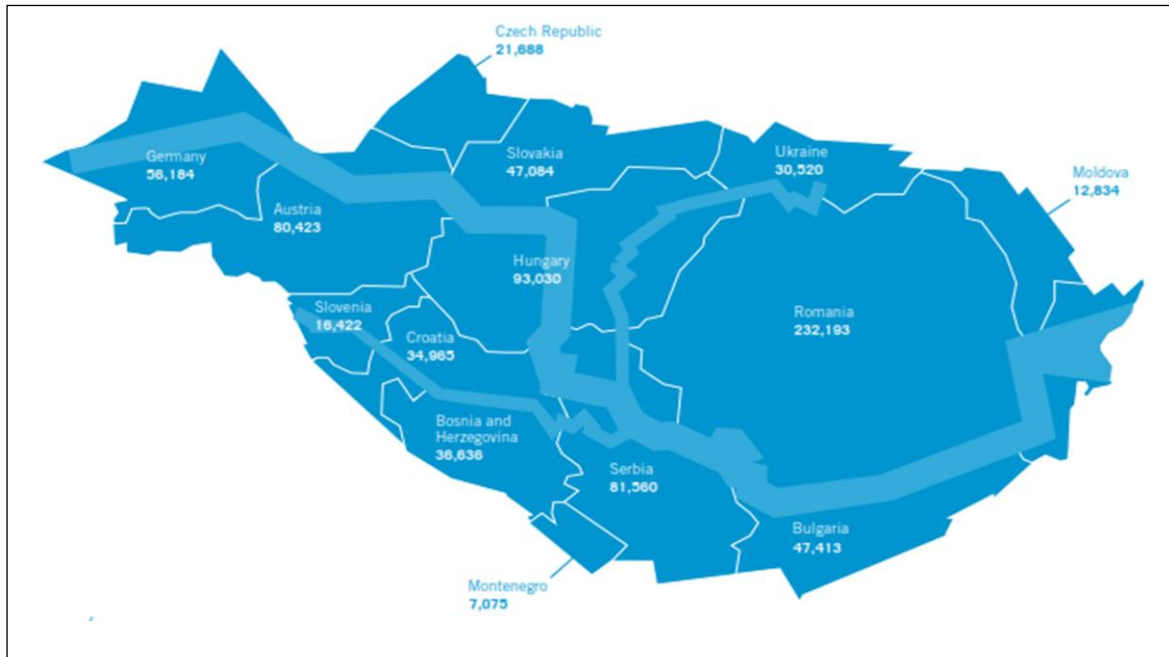 Czech Republic
21,688
Germany
56,184
Slovakia
47,084
Ukraine
30,520
Moldova
12,834
Austria
80,423
Hungary
93,030
Slovenia
16,422
Romania
232,193
Croatia
34,965
Bosnia and
Herzegovina
36,636
Serbia
81,560
Bulgaria
47,413
Montenegro
7,075